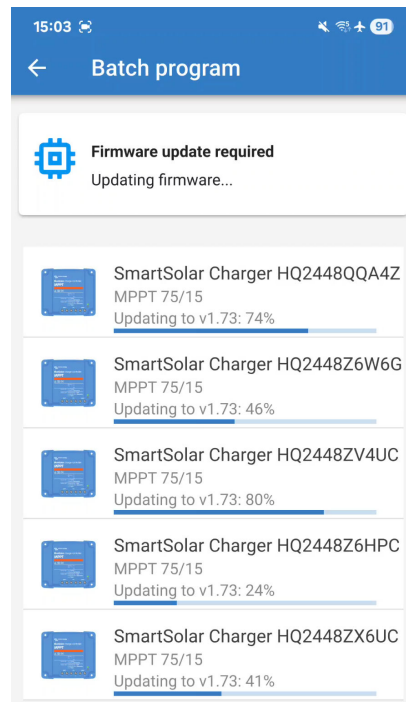 15:03
91
Batch program
Firmware update required
Updating firmware...
SmartSolar Charger HQ2448QQA4Z
MPPT 75/15
Updating to v1.73: 74%
SmartSolar Charger HQ2448Z6W6G
MPPT 75/15
Updating to v1.73: 46%
SmartSolar Charger HQ2448ZV4UC
MPPT 75/15
Updating to v1.73: 80%
SmartSolar Charger HQ2448Z6HPC
MPPT 75/15
Updating to v1.73: 24%
SmartSolar Charger HQ2448ZX6UC
MPPT 75/15
Updating to v1.73: 41%